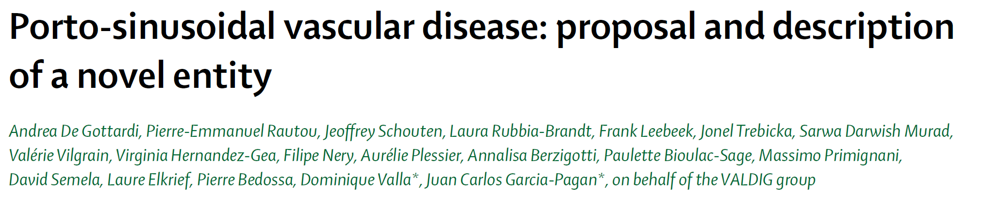 Porto-sinusoidal vascular disease: proposal and description
of a novel entity
Andrea De Gottardi, Pierre-Emmanuel Rautou, Jeoffrey Schouten, Laura Rubbia-Brandt, Frank Leebeek, Jonel Trebicka, Sarwa Darwish Murad,
Valérie Vilgrain, Virginia Hernandez-Gea, Filipe Nery, Aurélie Plessier, Annalisa Berzigotti, Paulette Bioulac-Sage, Massimo Primignani,
David Semela, Laure Elkrief, Pierre Bedossa, Dominique Valla*, Juan Carlos Garcia-Pagan*, on behalf of the VALDIG group